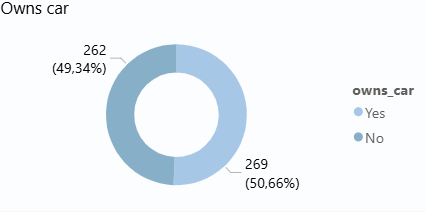 Owns car
262
(49,34%)
owns_car
Yes
No
269
(50,66%)